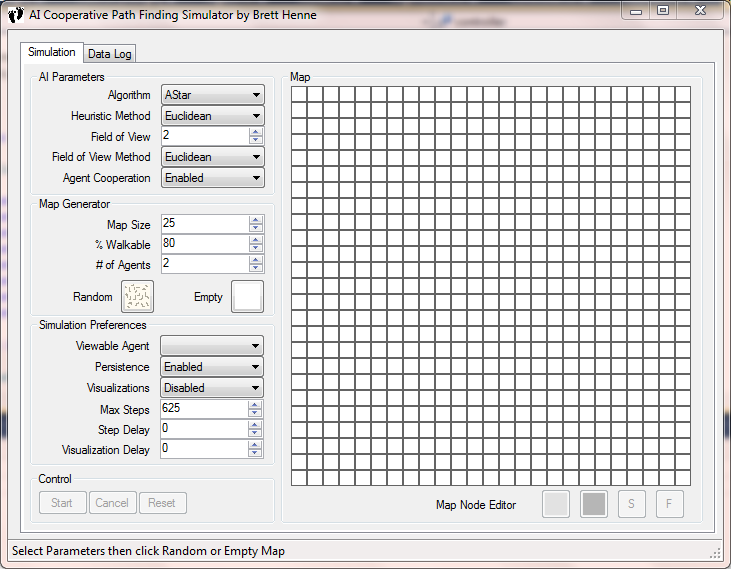 AI Cooperative Path Finding Simulator by Brett Henne
Simulation
Data Log
AI Parameters
Algorithm AStar
Heuristic Method Euclidean
Field of View 2
Field of View Method Euclidean
Agent Cooperation Enabled
Map Generator
Map Size 25
% Walkable 80
# of Agents 2
Random Empty
Simulation Preferences
Viewable Agent
Persistence Enabled
Visualizations Disabled
Max Steps 625
Step Delay 0
Visualization Delay 0
Control
Start Cancel Reset
Map
Map Node Editor S F
Select Parameters then click Random or Empty Map